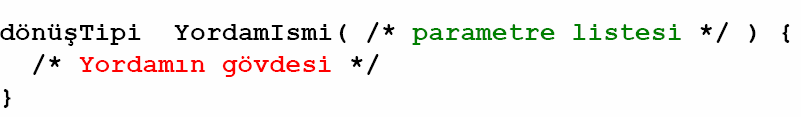 dönüşTipi  YordamIsmi( /* parametre listesi */ ) {
  /* Yordamın gövdesi */
}